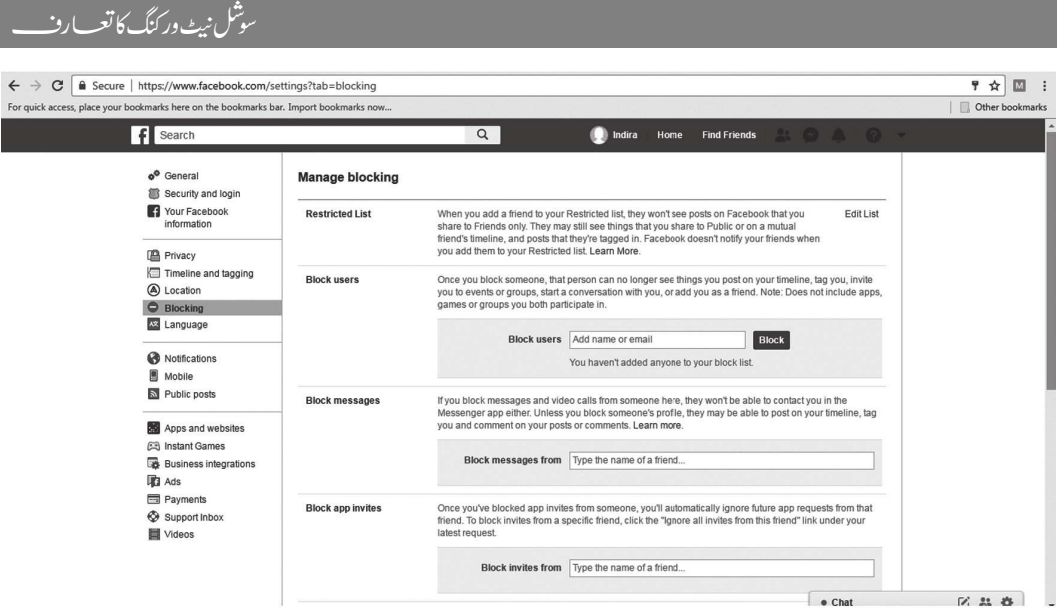 سوشل نیٹ ورکنگ کا تعارف
Secure | https://www.facebook.com/settings?tab=blocking
For quick access, place your bookmarks here on the bookmarks bar. Import bookmarks now...
Other bookmarks
Search
Indira
Home
Find Friends
General
Security and login
Your Facebook
information
Privacy
Timeline and tagging
Location
Blocking
Language
Notifications
Mobile
Public posts
Apps and websites
Instant Games
Business integrations
Ads
Payments
Support Inbox
Videos
Manage blocking
Restricted List
When you add a friend to your Restricted list, they won't see posts on Facebook that you
share to Friends only. They may still see things that you share to Public or on a mutual
friend's timeline, and posts that they're tagged in. Facebook doesn't notify your friends when
you add them to your Restricted list. Learn More.
Edit List
Block users
Once you block someone, that person can no longer see things you post on your timeline, tag you, invite
you to events or groups, start a conversation with you, or add you as a friend. Note: Does not include apps,
games or groups you both participate in.
Block users
Add name or email
Block
You haven't added anyone to your block list.
Block messages
If you block messages and video calls from someone here, they won't be able to contact you in the
Messenger app either. Unless you block someone's profile, they may be able to post on your timeline, tag
you and comment on your posts or comments. Learn more.
Block messages from
Type the name of a friend...
Block app invites
Once you've blocked app invites from someone, you'll automatically ignore future app requests from that
friend. To block invites from a specific friend, click the "Ignore all invites from this friend" link under your
latest request.
Block invites from
Type the name of a friend...
Chat